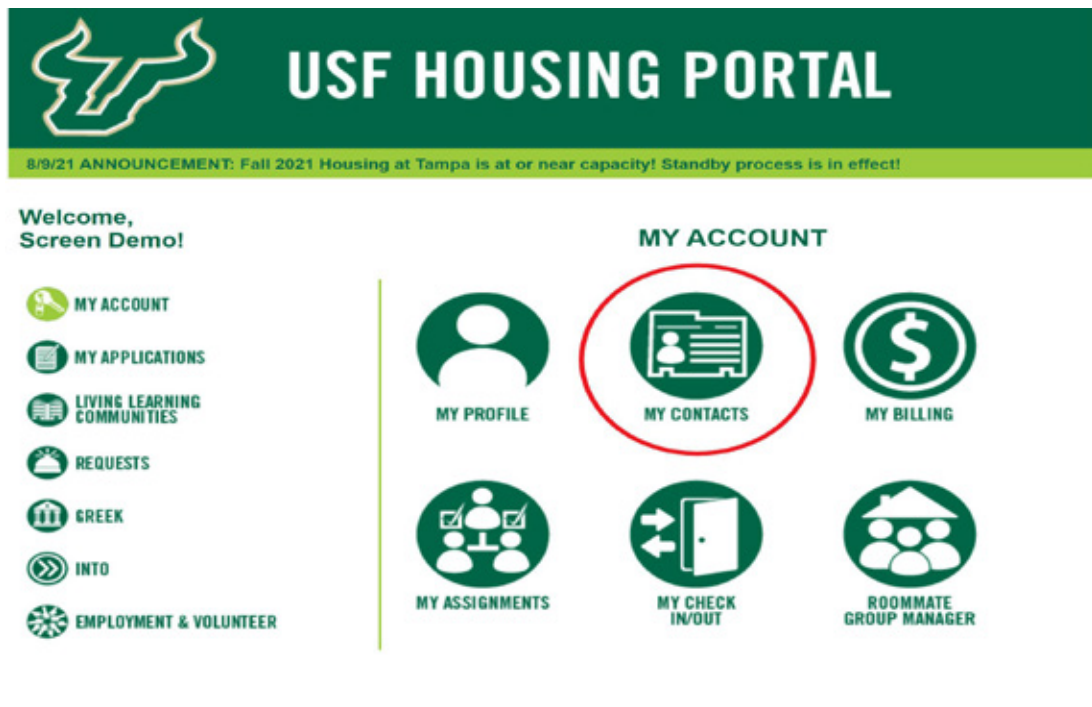 USF HOUSING PORTAL
8/9/21 ANNOUNCEMENT: Fall 2021 Housing at Tampa is at or near capacity! Standby process is in effect!
Welcome,
Screen Demo!
MY ACCOUNT
MY APPLICATIONS
LIVING LEARNING
COMMUNITIES
REQUESTS
GREEK
INTO
EMPLOYMENT & VOLUNTEER
MY ACCOUNT
MY PROFILE
MY CONTACTS
MY BILLING
MY ASSIGNMENTS
MY CHECK
IN/OUT
ROOMMATE
GROUP MANAGER